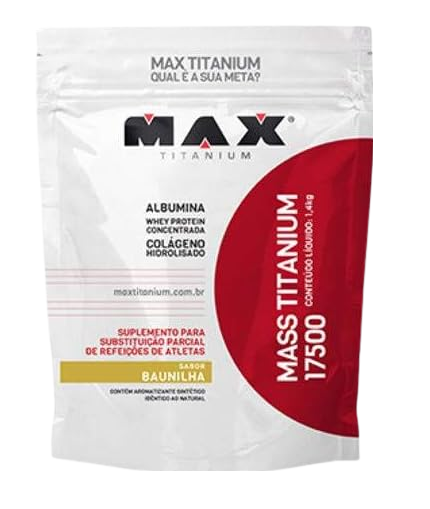 MAX TITANIUM
QUAL É A SUA META?
MAX®
TITANIUM
ALBUMINA
WHEY PROTEIN
CONCENTRADA
COLÁGENO
HIDROLISADO
maxtitanium.com.br
SUPLEMENTO PARA
SUBSTITUIÇÃO PARCIAL
DE REFEIÇÕES DE ATLETAS
SABOR
BAUNILHA
CONTÉM AROMATIZANTE SINTÉTICO
IDÊNTICO AO NATURAL
MASS TITANIUM
17500
CONTEÚDO LÍQUIDO: 1,4kg